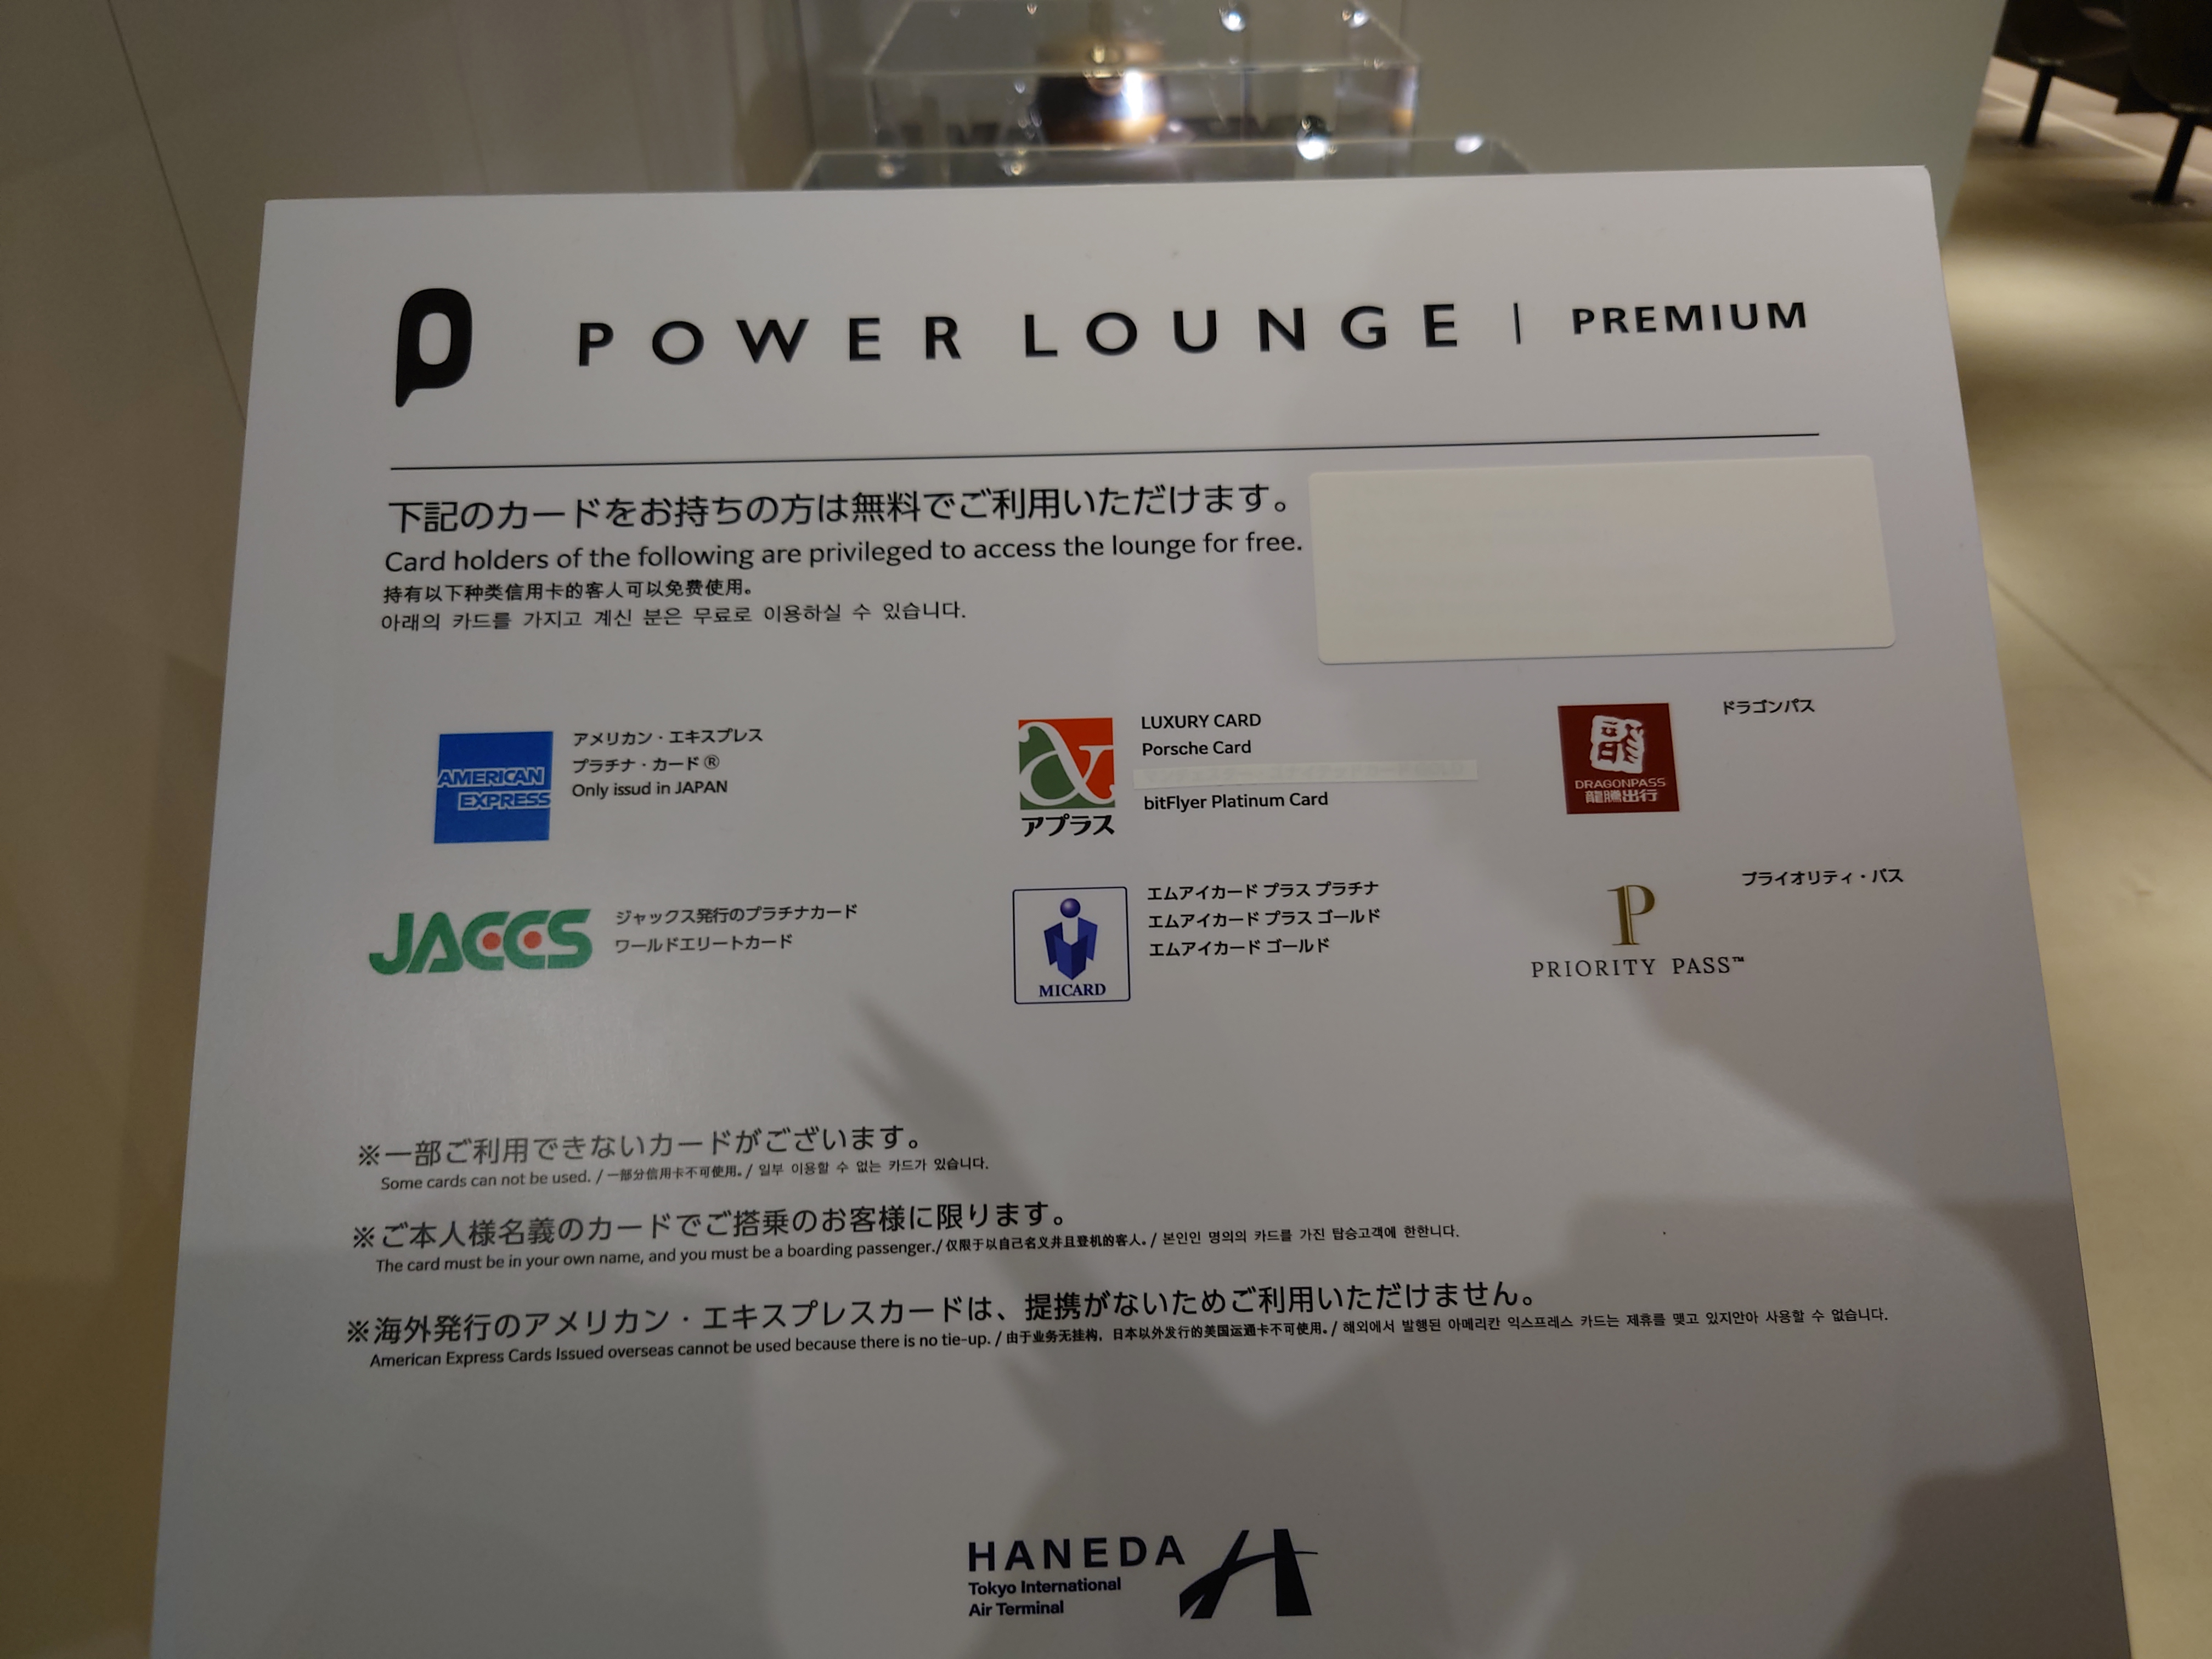 POWER LOUNGE | PREMIUM
下記のカードをお持ちの方は無料でご利用いただけます。
Card holders of the following are privileged to access the lounge for free.
持有以下种类信用卡的客人可以免费使用。
아래의 카드를 가지고 계신 분은 무료로 이용하실 수 있습니다.
AMERICAN
EXPRESS
アメリカン・エキスプレス
プラチナ・カード®
Only issud in JAPAN
アプラス
LUXURY CARD
Porsche Card
bitFlyer Platinum Card
DRAGONPASS
龍騰出行
ドラゴンパス
JACCS
ジャックス発行のプラチナカード
ワールドエリートカード
MICARD
エムアイカード プラス プラチナ
エムアイカード プラス ゴールド
エムアイカード ゴールド
PRIORITY PASS™
プライオリティ・パス
※一部ご利用できないカードがございます。
Some cards can not be used. / 一部分信用卡不可使用。/ 일부 이용할 수 없는 카드가 있습니다.
※ご本人様名義のカードでご搭乗のお客様に限ります。
The card must be in your own name, and you must be a boarding passenger./ 仅限于以自己名义并且登机的客人。/ 본인인 명의의 카드를 가진 탑승고객에 한한니다.
※海外発行のアメリカン・エキスプレスカードは、提携がないためご利用いただけません。
American Express Cards Issued overseas cannot be used because there is no tie-up. / 由于业务无挂构，日本以外发行的美国运通卡不可使用。/ 해외에서 발행된 아메리칸 익스프레스 카드는 제휴를 맺고 있지안아 사용할 수 없습니다.
HANEDA
Tokyo International
Air Terminal